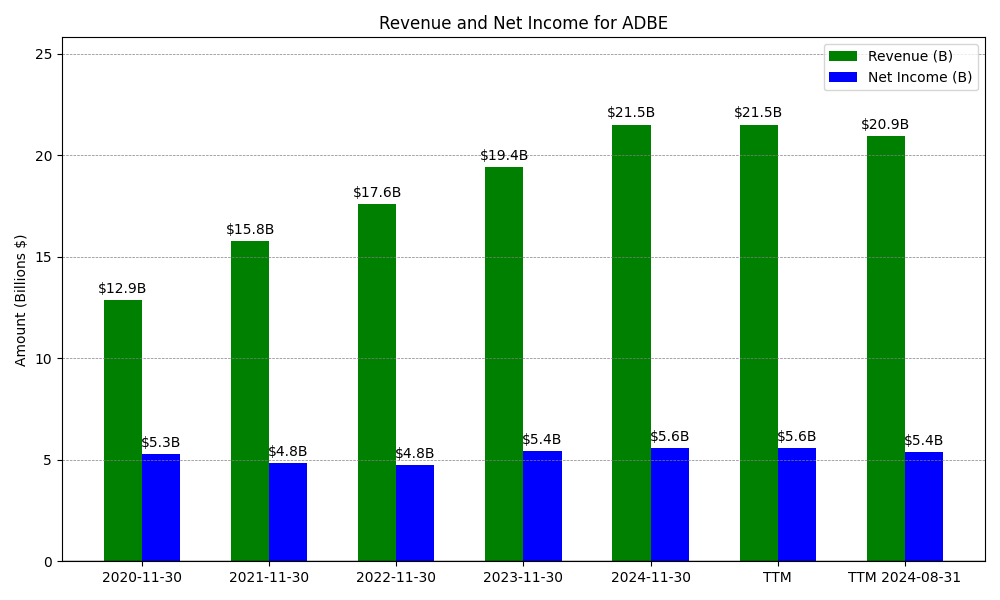 Revenue and Net Income for ADBE
Revenue (B)
Net Income (B)
Amount (Billions $)
25
20
15
10
5
0
$12.9B
$5.3B
$15.8B
$4.8B
$17.6B
$4.8B
$19.4B
$5.4B
$21.5B
$5.6B
$21.5B
$5.6B
$20.9B
$5.4B
2020-11-30
2021-11-30
2022-11-30
2023-11-30
2024-11-30
TTM
TTM 2024-08-31